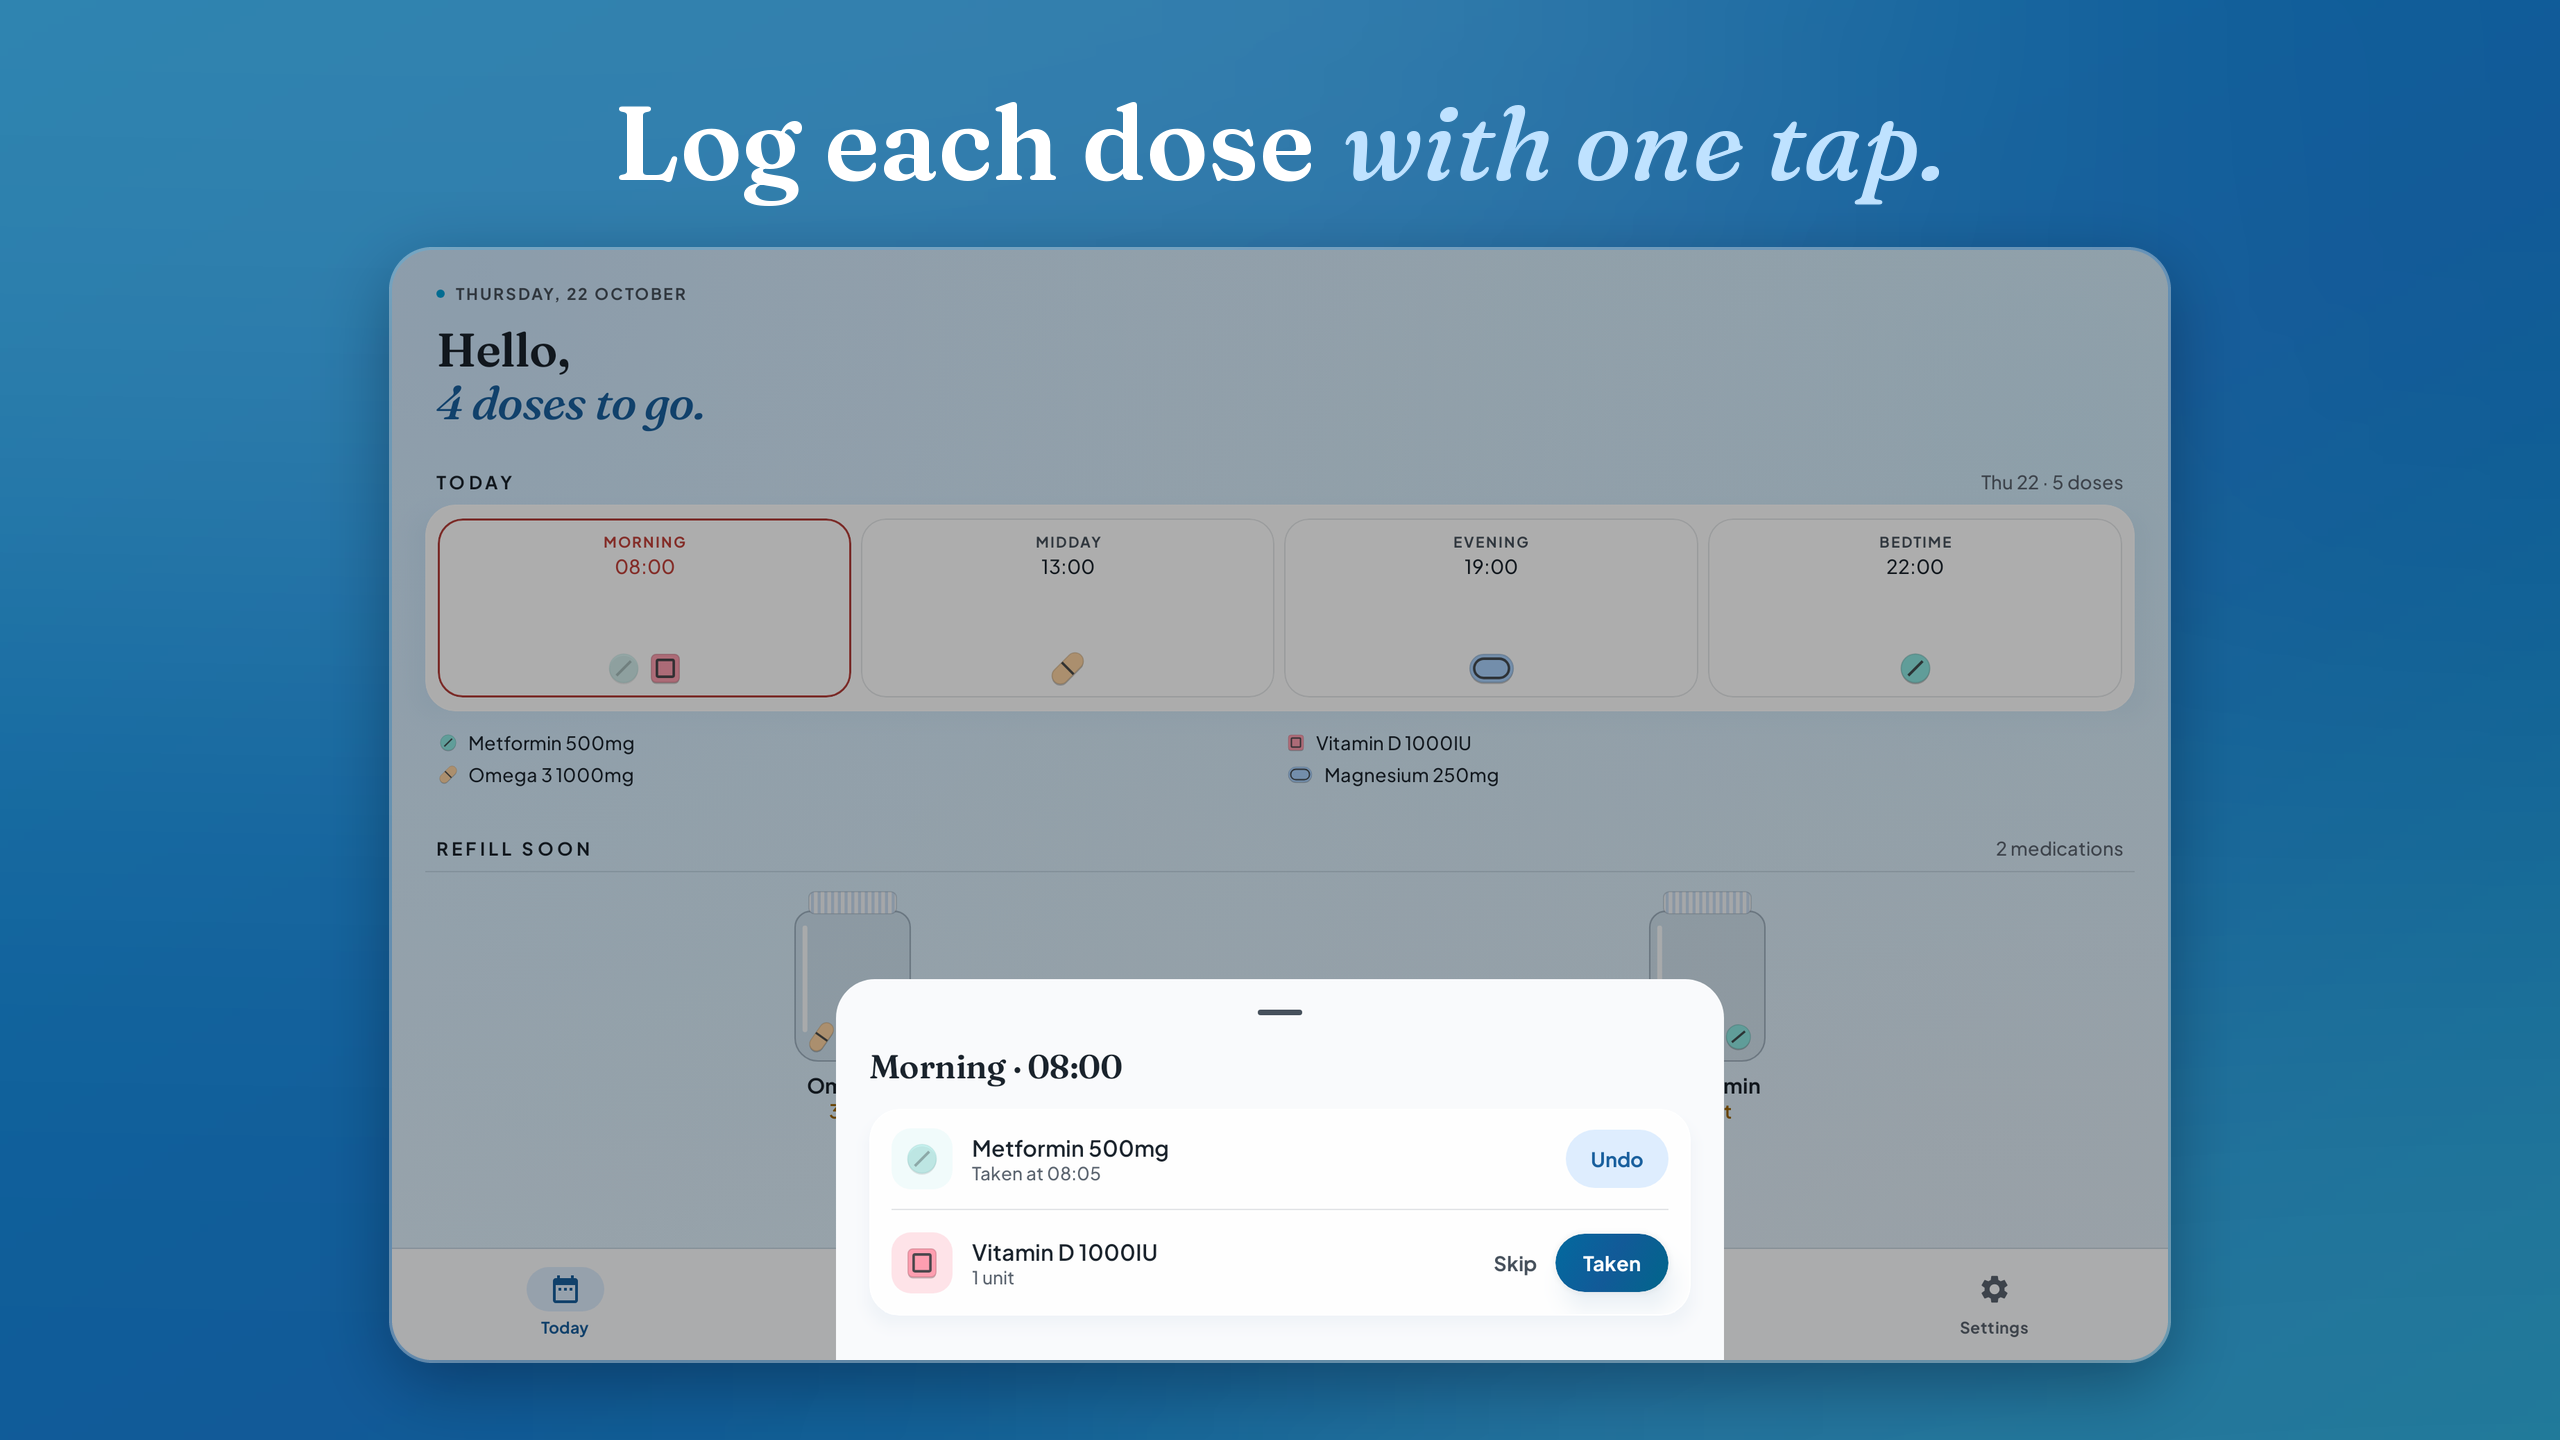 Log each dose with one tap.
THURSDAY, 22 OCTOBER
Hello,
4 doses to go.
TODAY
Thu 22 · 5 doses
MORNING
08:00
MIDDAY
13:00
EVENING
19:00
BEDTIME
22:00
Metformin 500mg
Vitamin D 1000IU
Omega 3 1000mg
Magnesium 250mg
REFILL SOON
2 medications
Morning · 08:00
Metformin 500mg
Taken at 08:05
Undo
Vitamin D 1000IU
1 unit
Skip
Taken
Today
Settings